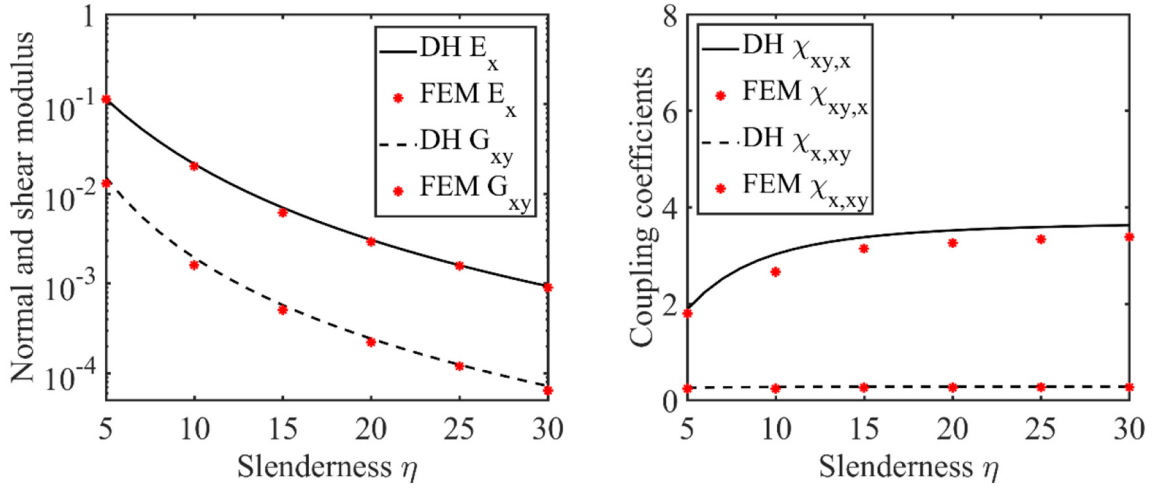 1
10^-1
10^-2
10^-3
10^-4
Normal and shear modulus
DH E_x
FEM E_x
DH G_xy
FEM G_xy
5 10 15 20 25 30
Slenderness η
8
6
4
2
0
Coupling coefficients
DH χ_xy,x
FEM χ_xy,x
DH χ_x,xy
FEM χ_x,xy
5 10 15 20 25 30
Slenderness η